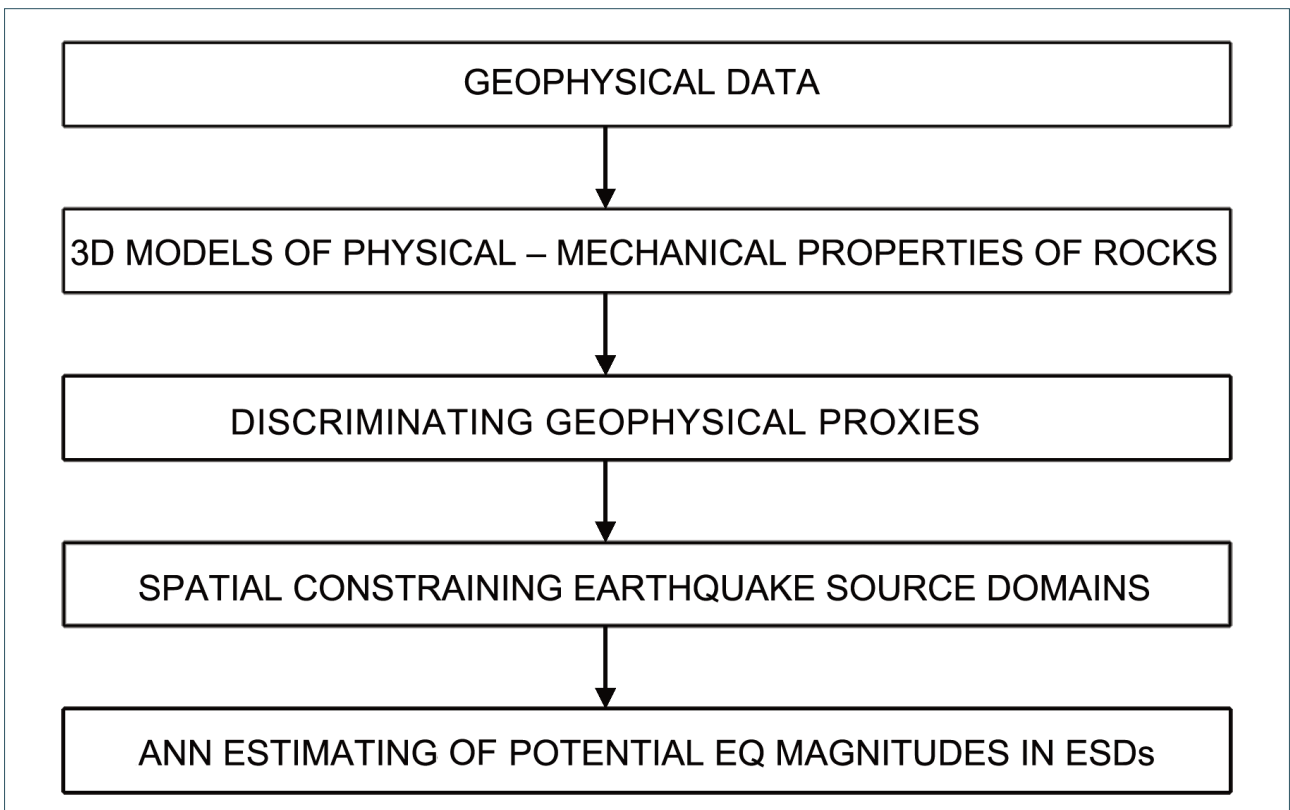 GEOPHYSICAL DATA
3D MODELS OF PHYSICAL – MECHANICAL PROPERTIES OF ROCKS
DISCRIMINATING GEOPHYSICAL PROXIES
SPATIAL CONSTRAINING EARTHQUAKE SOURCE DOMAINS
ANN ESTIMATING OF POTENTIAL EQ MAGNITUDES IN ESDs